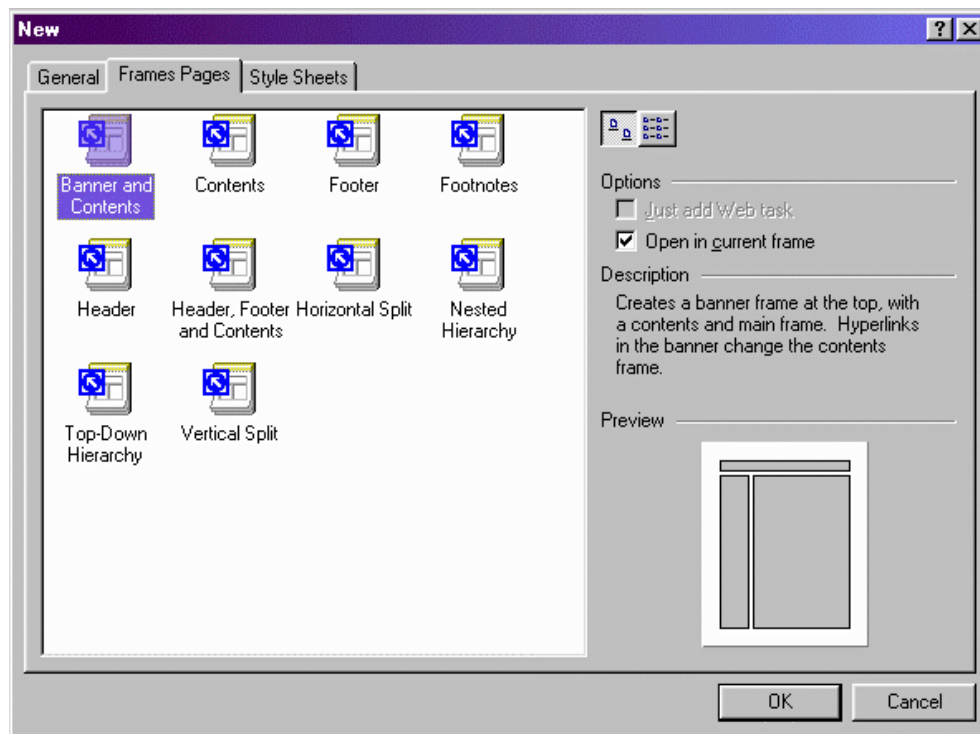 New
General Frames Pages Style Sheets
Banner and
Contents
Contents
Footer
Footnotes
Header
Header, Footer
and Contents
Horizontal Split
Nested
Hierarchy
Top-Down
Hierarchy
Vertical Split
Options
Just add Web task
Open in current frame
Description
Creates a banner frame at the top, with
a contents and main frame. Hyperlinks
in the banner change the contents
frame.
Preview
OK Cancel